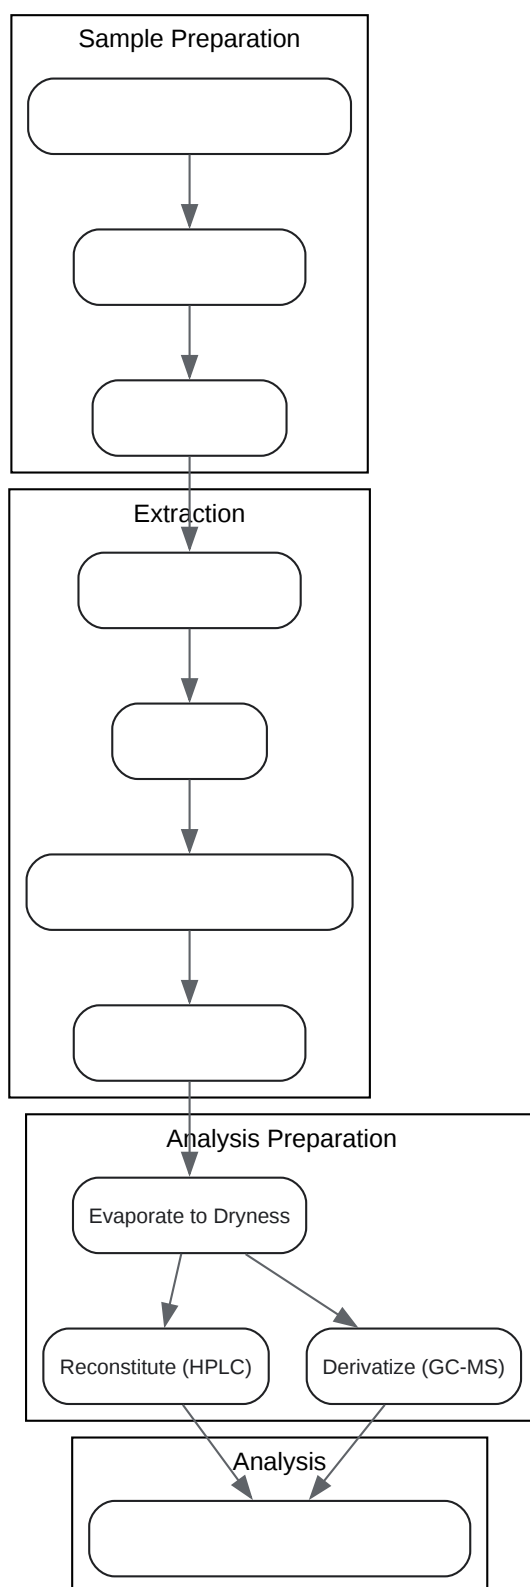 Sample Preparation
Extraction
Analysis Preparation
Evaporate to Dryness
Reconstitute (HPLC)
Derivatize (GC-MS)
Analysis